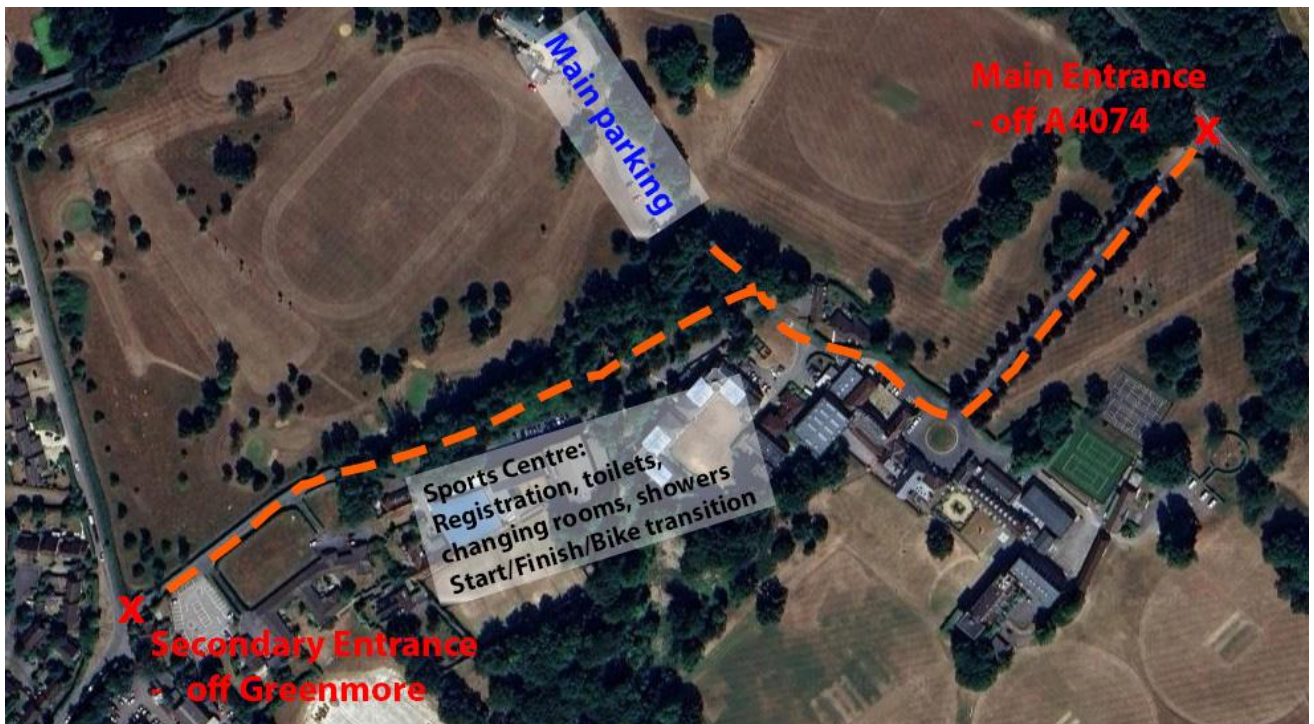 Main parking
Main Entrance
- off A4074
Sports Centre:
Registration, toilets,
changing rooms, showers
Start/Finish/Bike transition
Secondary Entrance
- off Greenmore